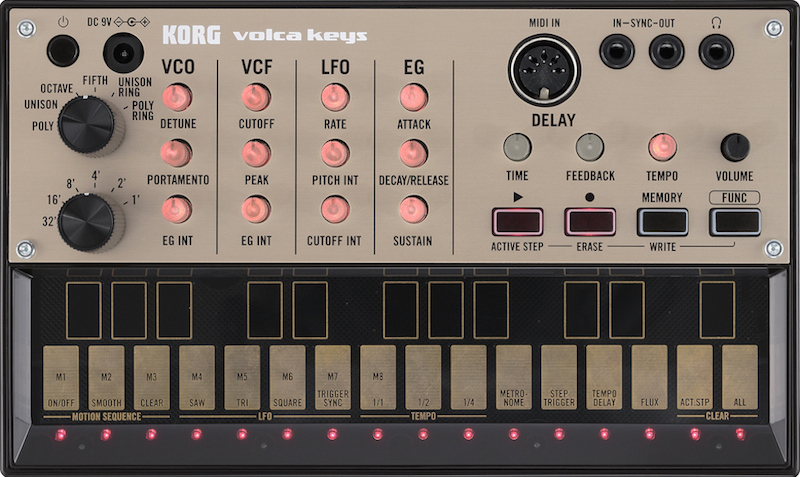 DC 9V
KORG volca keys
MIDI IN
IN-SYNC-OUT
OCTAVE
FIFTH
UNISON RING
UNISON
POLY RING
POLY
VCO
VCF
LFO
EG
DETUNE
CUTOFF
RATE
ATTACK
DELAY
PORTAMENTO
PEAK
PITCH INT
DECAY/RELEASE
TIME
FEEDBACK
TEMPO
VOLUME
32'
16'
8'
4'
2'
1'
EG INT
EG INT
CUTOFF INT
SUSTAIN
MEMORY
FUNC
ACTIVE STEP
ERASE
WRITE
M1
M2
M3
M4
M5
M6
M7
M8
ON/OFF
SMOOTH
CLEAR
SAW
TRI
SQUARE
TRIGGER SYNC
1/1
1/2
1/4
METRO-NOME
STEP TRIGGER
TEMPO DELAY
FLUX
ACT.STP
ALL
MOTION SEQUENCE
LFO
TEMPO
CLEAR